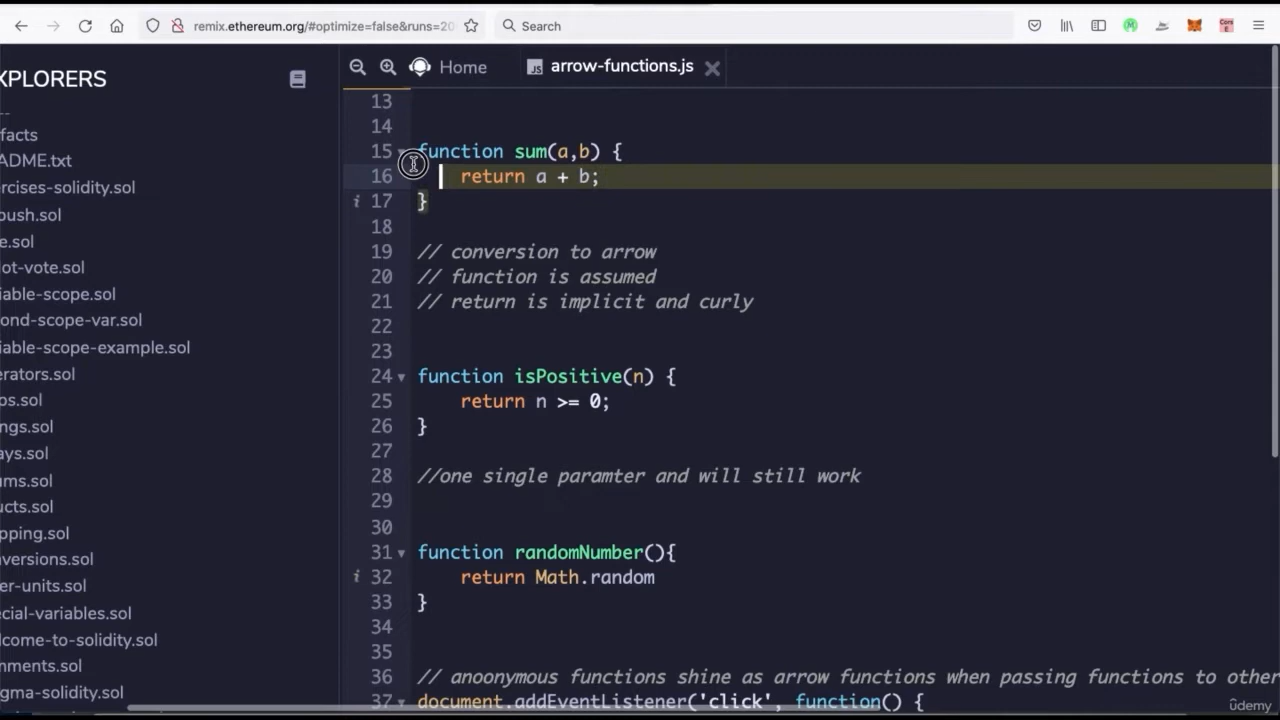 remix.ethereum.org/#optimize=false&runs=20
Search
XPLORERS
Home
arrow-functions.js
facts
DME.txt
ercises-solidity.sol
oush.sol
e.sol
ot-vote.sol
iable-scope.sol
ond-scope-var.sol
iable-scope-example.sol
erators.sol
ps.sol
ngs.sol
ays.sol
ms.sol
ucts.sol
pping.sol
versions.sol
er-units.sol
ecial-variables.sol
lcome-to-solidity.sol
nments.sol
gma-solidity.sol
13
14
15 function sum(a,b) {
16 return a + b;
i 17 }
18
19 // conversion to arrow
20 // function is assumed
21 // return is implicit and curly
22
23
24 function isPositive(n) {
25 return n >= 0;
26 }
27
28 //one single paramter and will still work
29
30
31 function randomNumber(){
i 32 return Math.random
33 }
34
35
36 // anoonymous functions shine as arrow functions when passing functions to other
37 document.addEventListener('click', function() {
ûdemy